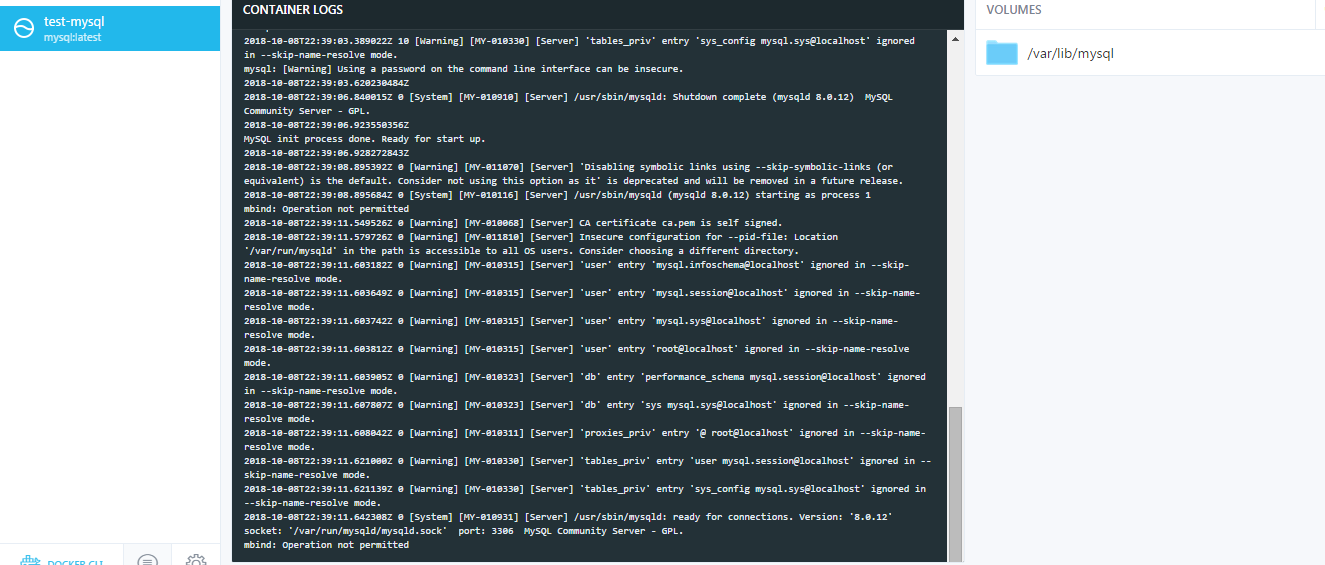 test-mysql
mysql:latest
CONTAINER LOGS
2018-10-08T22:39:03.389022Z 10 [Warning] [MY-010330] [Server] 'tables_priv' entry 'sys_config mysql.sys@localhost' ignored
in --skip-name-resolve mode.
mysql: [Warning] Using a password on the command line interface can be insecure.
2018-10-08T22:39:03.620230484Z
2018-10-08T22:39:06.840015Z 0 [System] [MY-010910] [Server] /usr/sbin/mysqld: Shutdown complete (mysqld 8.0.12)  MySQL
Community Server - GPL.
2018-10-08T22:39:06.923550356Z
MySQL init process done. Ready for start up.
2018-10-08T22:39:06.928272843Z
2018-10-08T22:39:08.895392Z 0 [Warning] [MY-011070] [Server] 'Disabling symbolic links using --skip-symbolic-links (or
equivalent) is the default. Consider not using this option as it' is deprecated and will be removed in a future release.
2018-10-08T22:39:08.895684Z 0 [System] [MY-010116] [Server] /usr/sbin/mysqld (mysqld 8.0.12) starting as process 1
mbind: Operation not permitted
2018-10-08T22:39:11.549526Z 0 [Warning] [MY-010068] [Server] CA certificate ca.pem is self signed.
2018-10-08T22:39:11.579726Z 0 [Warning] [MY-011810] [Server] Insecure configuration for --pid-file: Location
'/var/run/mysqld' in the path is accessible to all OS users. Consider choosing a different directory.
2018-10-08T22:39:11.603182Z 0 [Warning] [MY-010315] [Server] 'user' entry 'mysql.infoschema@localhost' ignored in --skip-
name-resolve mode.
2018-10-08T22:39:11.603649Z 0 [Warning] [MY-010315] [Server] 'user' entry 'mysql.session@localhost' ignored in --skip-name-
resolve mode.
2018-10-08T22:39:11.603742Z 0 [Warning] [MY-010315] [Server] 'user' entry 'mysql.sys@localhost' ignored in --skip-name-
resolve mode.
2018-10-08T22:39:11.603812Z 0 [Warning] [MY-010315] [Server] 'user' entry 'root@localhost' ignored in --skip-name-resolve
mode.
2018-10-08T22:39:11.603905Z 0 [Warning] [MY-010323] [Server] 'db' entry 'performance_schema mysql.session@localhost' ignored
in --skip-name-resolve mode.
2018-10-08T22:39:11.607807Z 0 [Warning] [MY-010323] [Server] 'db' entry 'sys mysql.sys@localhost' ignored in --skip-name-
resolve mode.
2018-10-08T22:39:11.608042Z 0 [Warning] [MY-010311] [Server] 'proxies_priv' entry '@ root@localhost' ignored in --skip-name-
resolve mode.
2018-10-08T22:39:11.621000Z 0 [Warning] [MY-010330] [Server] 'tables_priv' entry 'user mysql.session@localhost' ignored in --
skip-name-resolve mode.
2018-10-08T22:39:11.621139Z 0 [Warning] [MY-010330] [Server] 'tables_priv' entry 'sys_config mysql.sys@localhost' ignored in
--skip-name-resolve mode.
2018-10-08T22:39:11.642308Z 0 [System] [MY-010931] [Server] /usr/sbin/mysqld: ready for connections. Version: '8.0.12'
socket: '/var/run/mysqld/mysqld.sock'  port: 3306  MySQL Community Server - GPL.
mbind: Operation not permitted
VOLUMES
/var/lib/mysql
DOCKER CLI